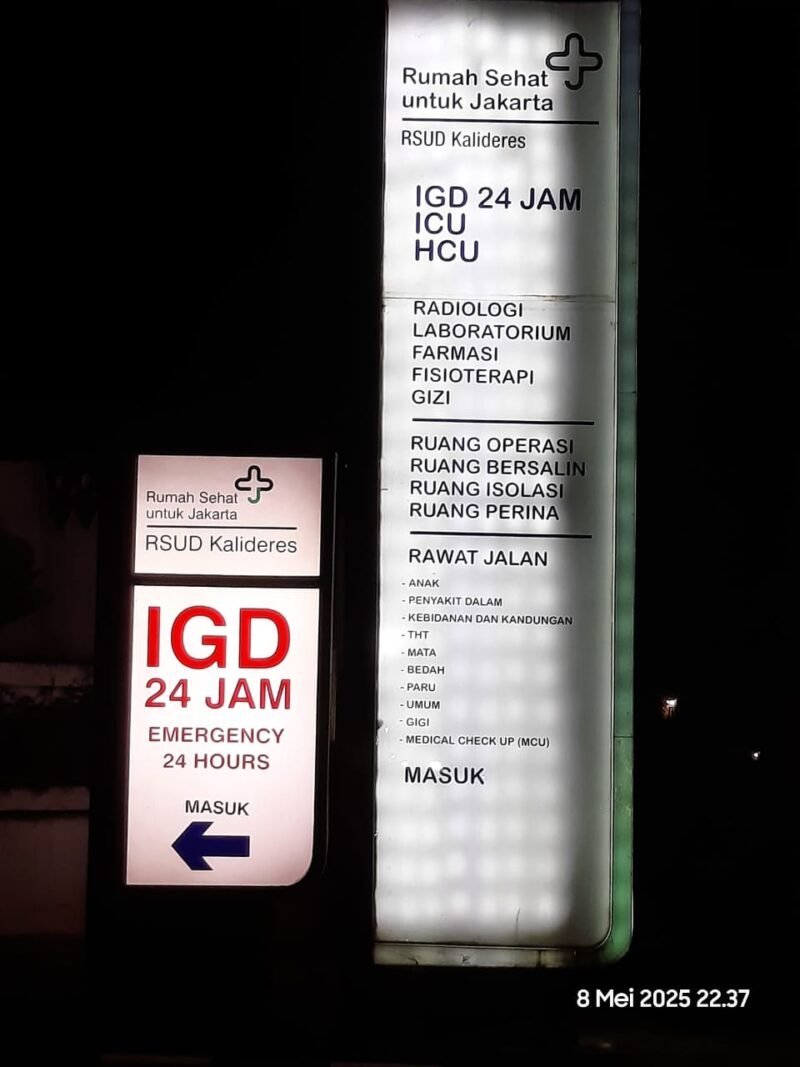 Rumah Sehat
untuk Jakarta
RSUD Kalideres
IGD 24 JAM
ICU
HCU
RADIOLOGI
LABORATORIUM
FARMASI
FISIOTERAPI
GIZI
RUANG OPERASI
RUANG BERSALIN
RUANG ISOLASI
RUANG PERINA
RAWAT JALAN
- ANAK
- PENYAKIT DALAM
- KEBIDANAN DAN KANDUNGAN
- THT
- MATA
- BEDAH
- PARU
- UMUM
- GIGI
- MEDICAL CHECK UP (MCU)
MASUK
Rumah Sehat
untuk Jakarta
RSUD Kalideres
IGD
24 JAM
EMERGENCY
24 HOURS
MASUK
8 Mei 2025 22.37